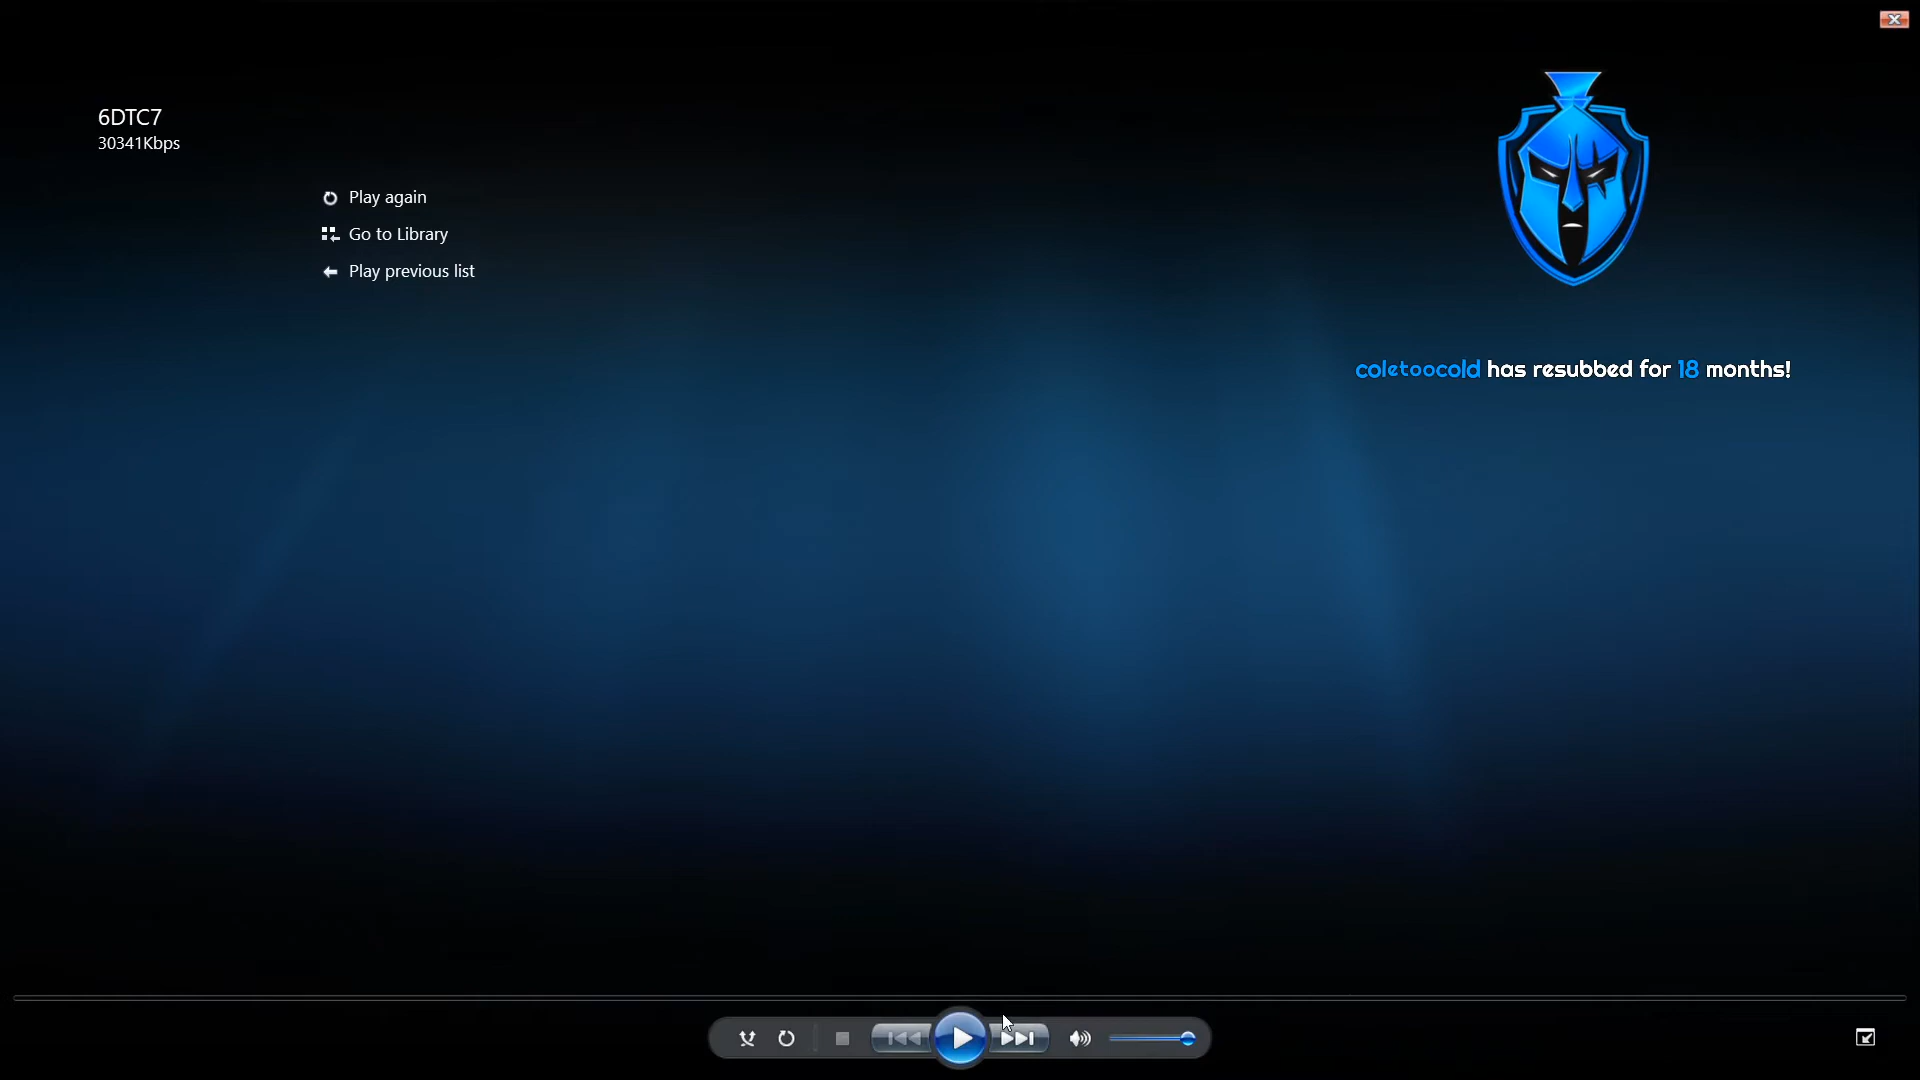 6DTC7
30341Kbps
Play again
Go to Library
Play previous list
coletoocold has resubbed for 18 months!